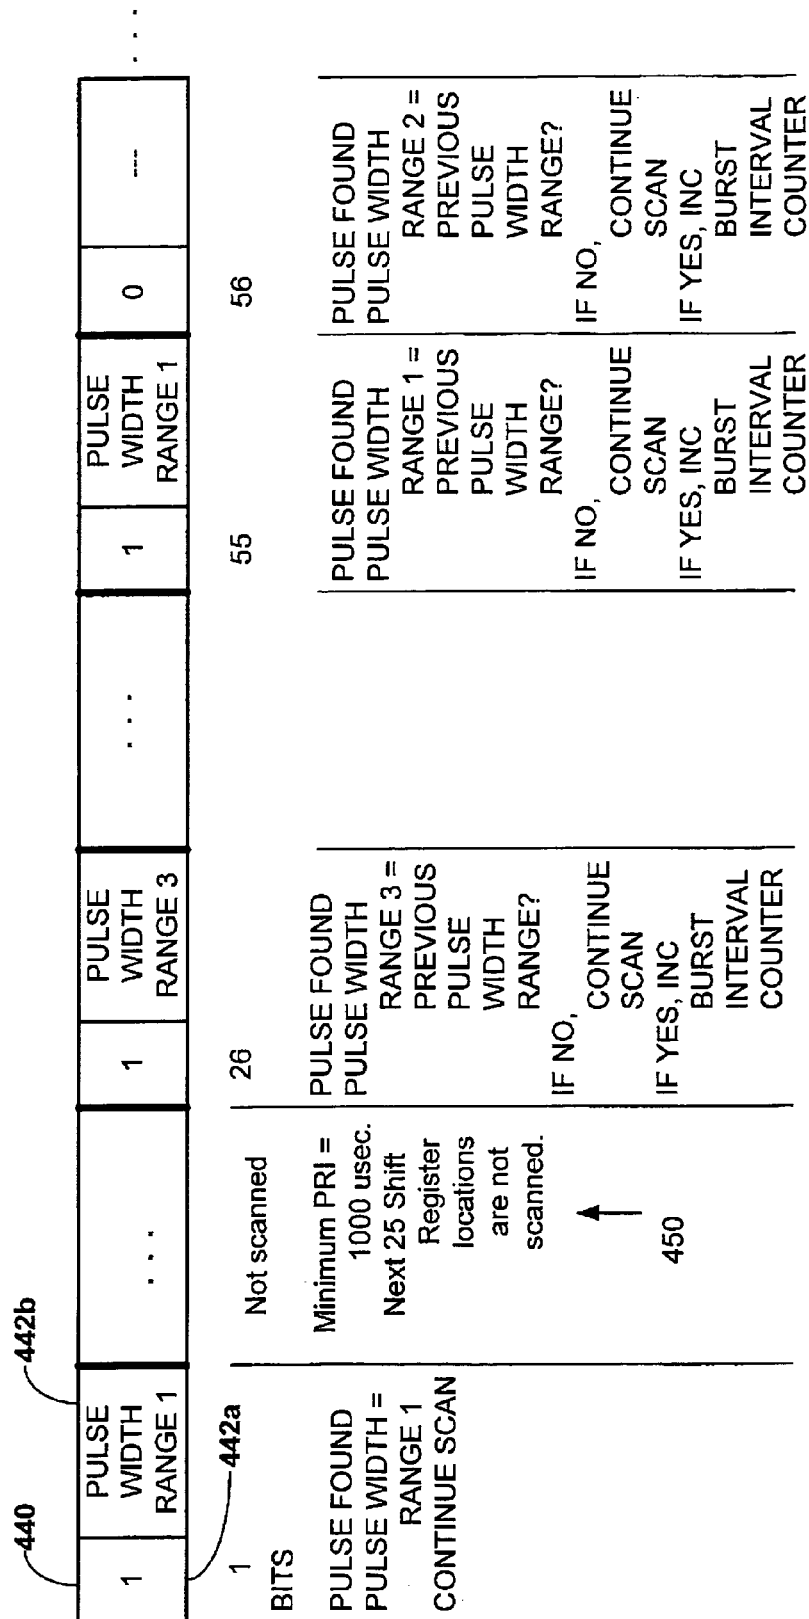 440
442b
1
PULSE
WIDTH
RANGE 1
. . .
1
PULSE
WIDTH
RANGE 3
. . .
1
PULSE
WIDTH
RANGE 1
0
---
. . .
442a
1
BITS
PULSE FOUND
PULSE WIDTH =
RANGE 1
CONTINUE SCAN
Not scanned
Minimum PRI =
1000 usec.
Next 25 Shift
Register
locations
are not
scanned.
450
26
PULSE FOUND
PULSE WIDTH
RANGE 3 =
PREVIOUS
PULSE
WIDTH
RANGE?
IF NO,
CONTINUE
SCAN
IF YES, INC
BURST
INTERVAL
COUNTER
55
PULSE FOUND
PULSE WIDTH
RANGE 1 =
PREVIOUS
PULSE
WIDTH
RANGE?
IF NO,
CONTINUE
SCAN
IF YES, INC
BURST
INTERVAL
COUNTER
56
PULSE FOUND
PULSE WIDTH
RANGE 2 =
PREVIOUS
PULSE
WIDTH
RANGE?
IF NO,
CONTINUE
SCAN
IF YES, INC
BURST
INTERVAL
COUNTER